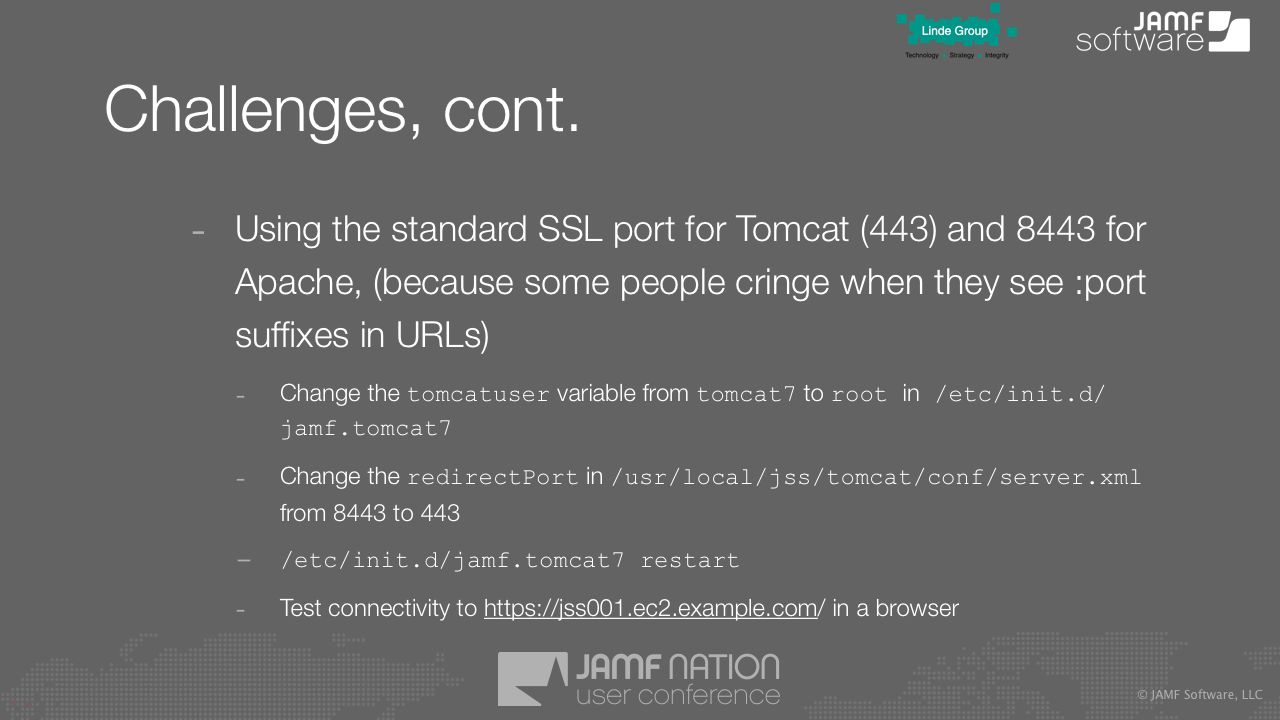 Linde Group
Technology Strategy Integrity
JAMF
software
Challenges, cont.
- Using the standard SSL port for Tomcat (443) and 8443 for
Apache, (because some people cringe when they see :port
suffixes in URLs)
- Change the tomcatuser variable from tomcat7 to root in /etc/init.d/
jamf.tomcat7
- Change the redirectPort in /usr/local/jss/tomcat/conf/server.xml
from 8443 to 443
- /etc/init.d/jamf.tomcat7 restart
- Test connectivity to https://jss001.ec2.example.com/ in a browser
JAMF NATION
user conference
© JAMF Software, LLC